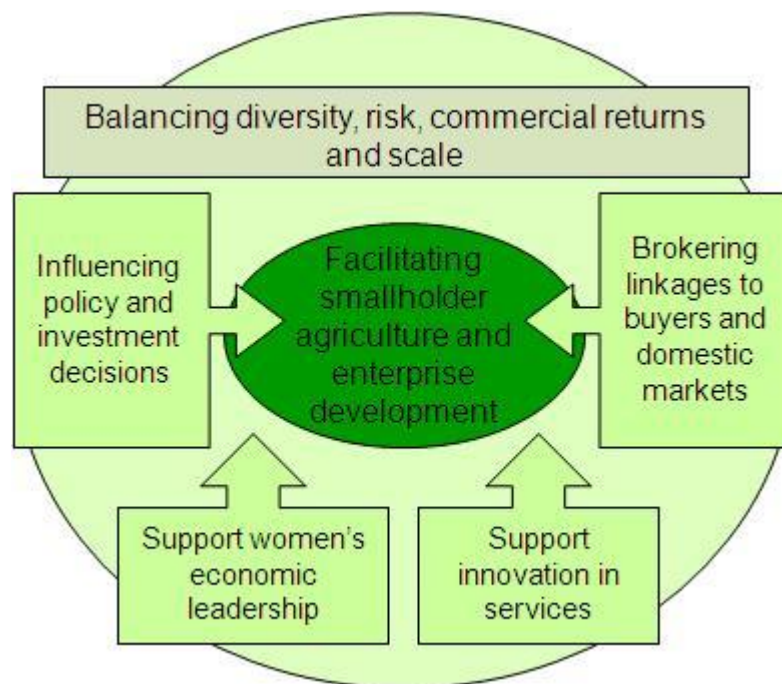 Balancing diversity, risk, commercial returns
and scale
Influencing
policy and
investment
decisions
Facilitating
smallholder
agriculture and
enterprise
development
Brokering
linkages to
buyers and
domestic
markets
Support women's
economic
leadership
Support
innovation in
services